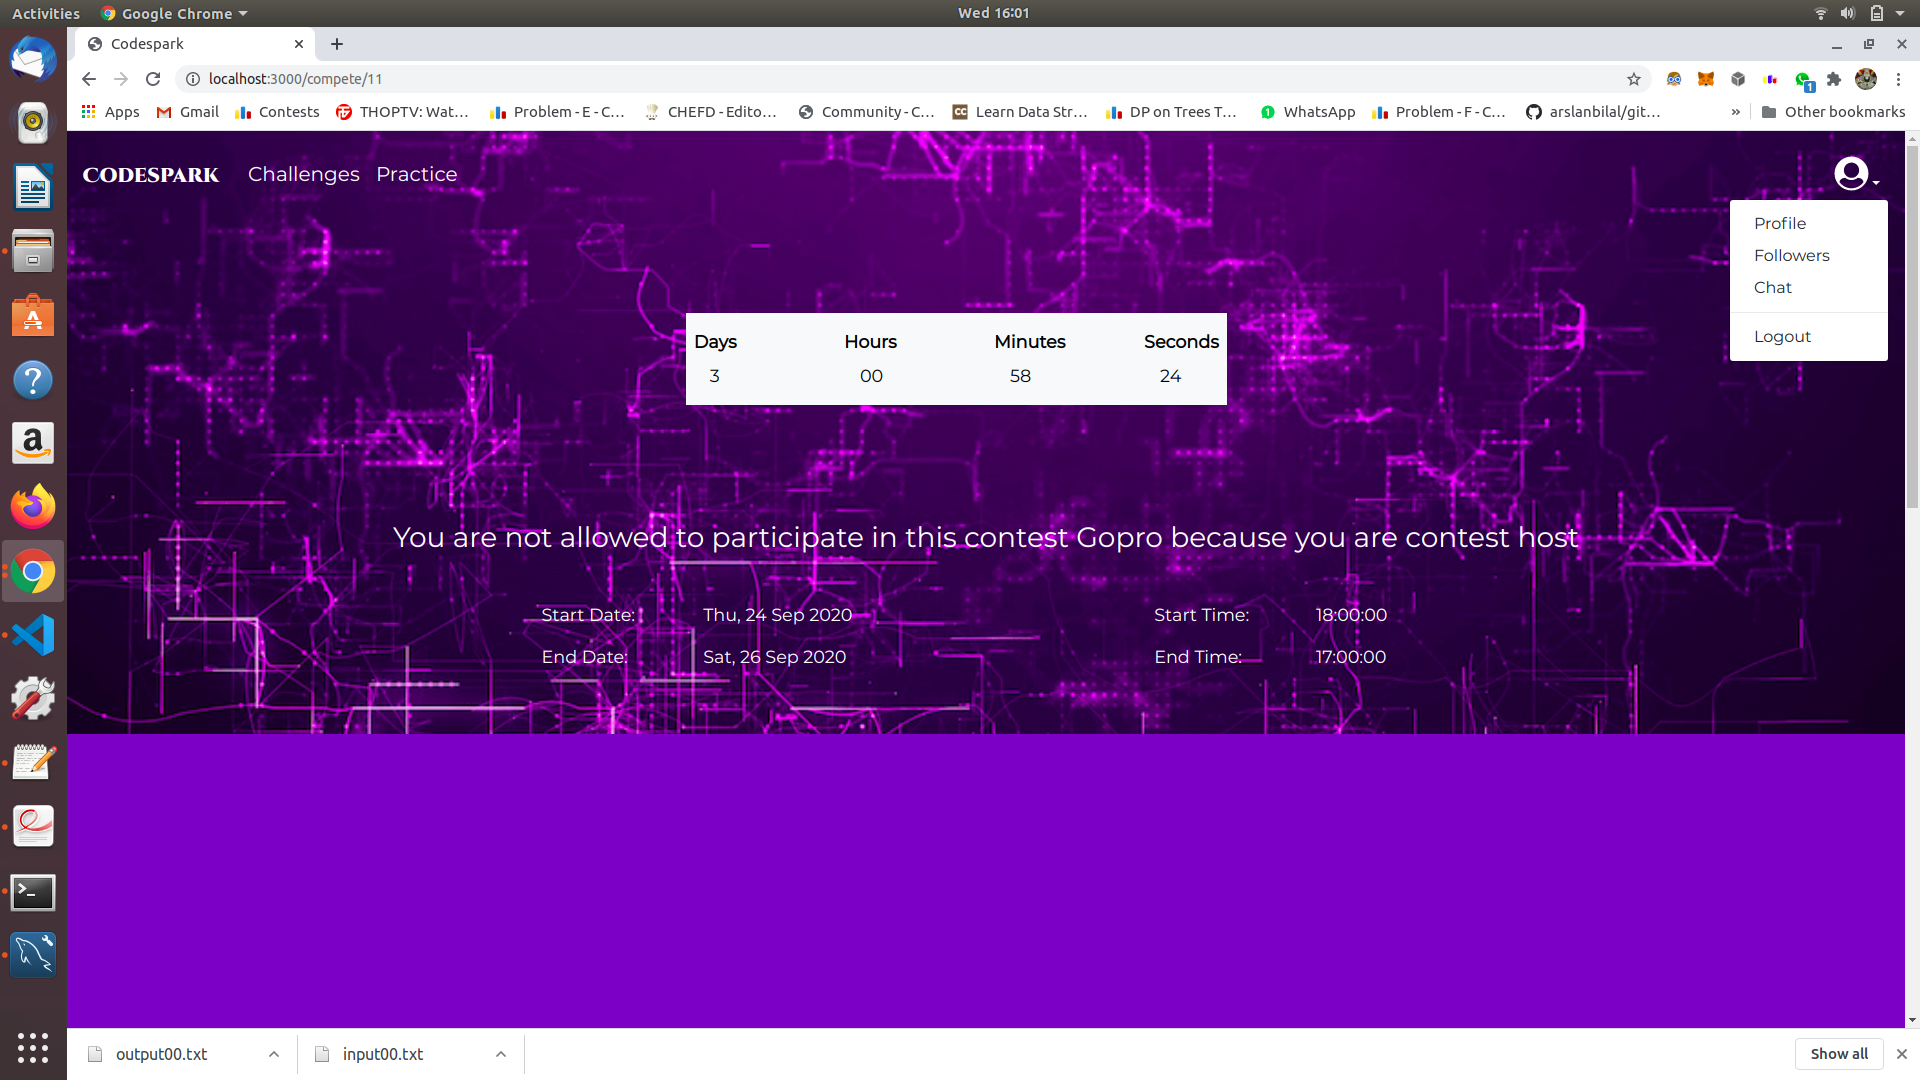 Activities Google Chrome Wed 16:01
Codespark
localhost:3000/compete/11
1
Apps Gmail Contests THOPTV: Wat... Problem - E - C... CHEFD - Edito... Community - C... Learn Data Str... DP on Trees T... WhatsApp Problem - F - C... arslanbilal/git... » Other bookmarks
CODESPARK Challenges Practice
Profile
Followers
Chat
Logout
Days Hours Minutes Seconds
3 00 58 24
You are not allowed to participate in this contest Gopro because you are contest host
Start Date: Thu, 24 Sep 2020 Start Time: 18:00:00
End Date: Sat, 26 Sep 2020 End Time: 17:00:00
output00.txt input00.txt Show all